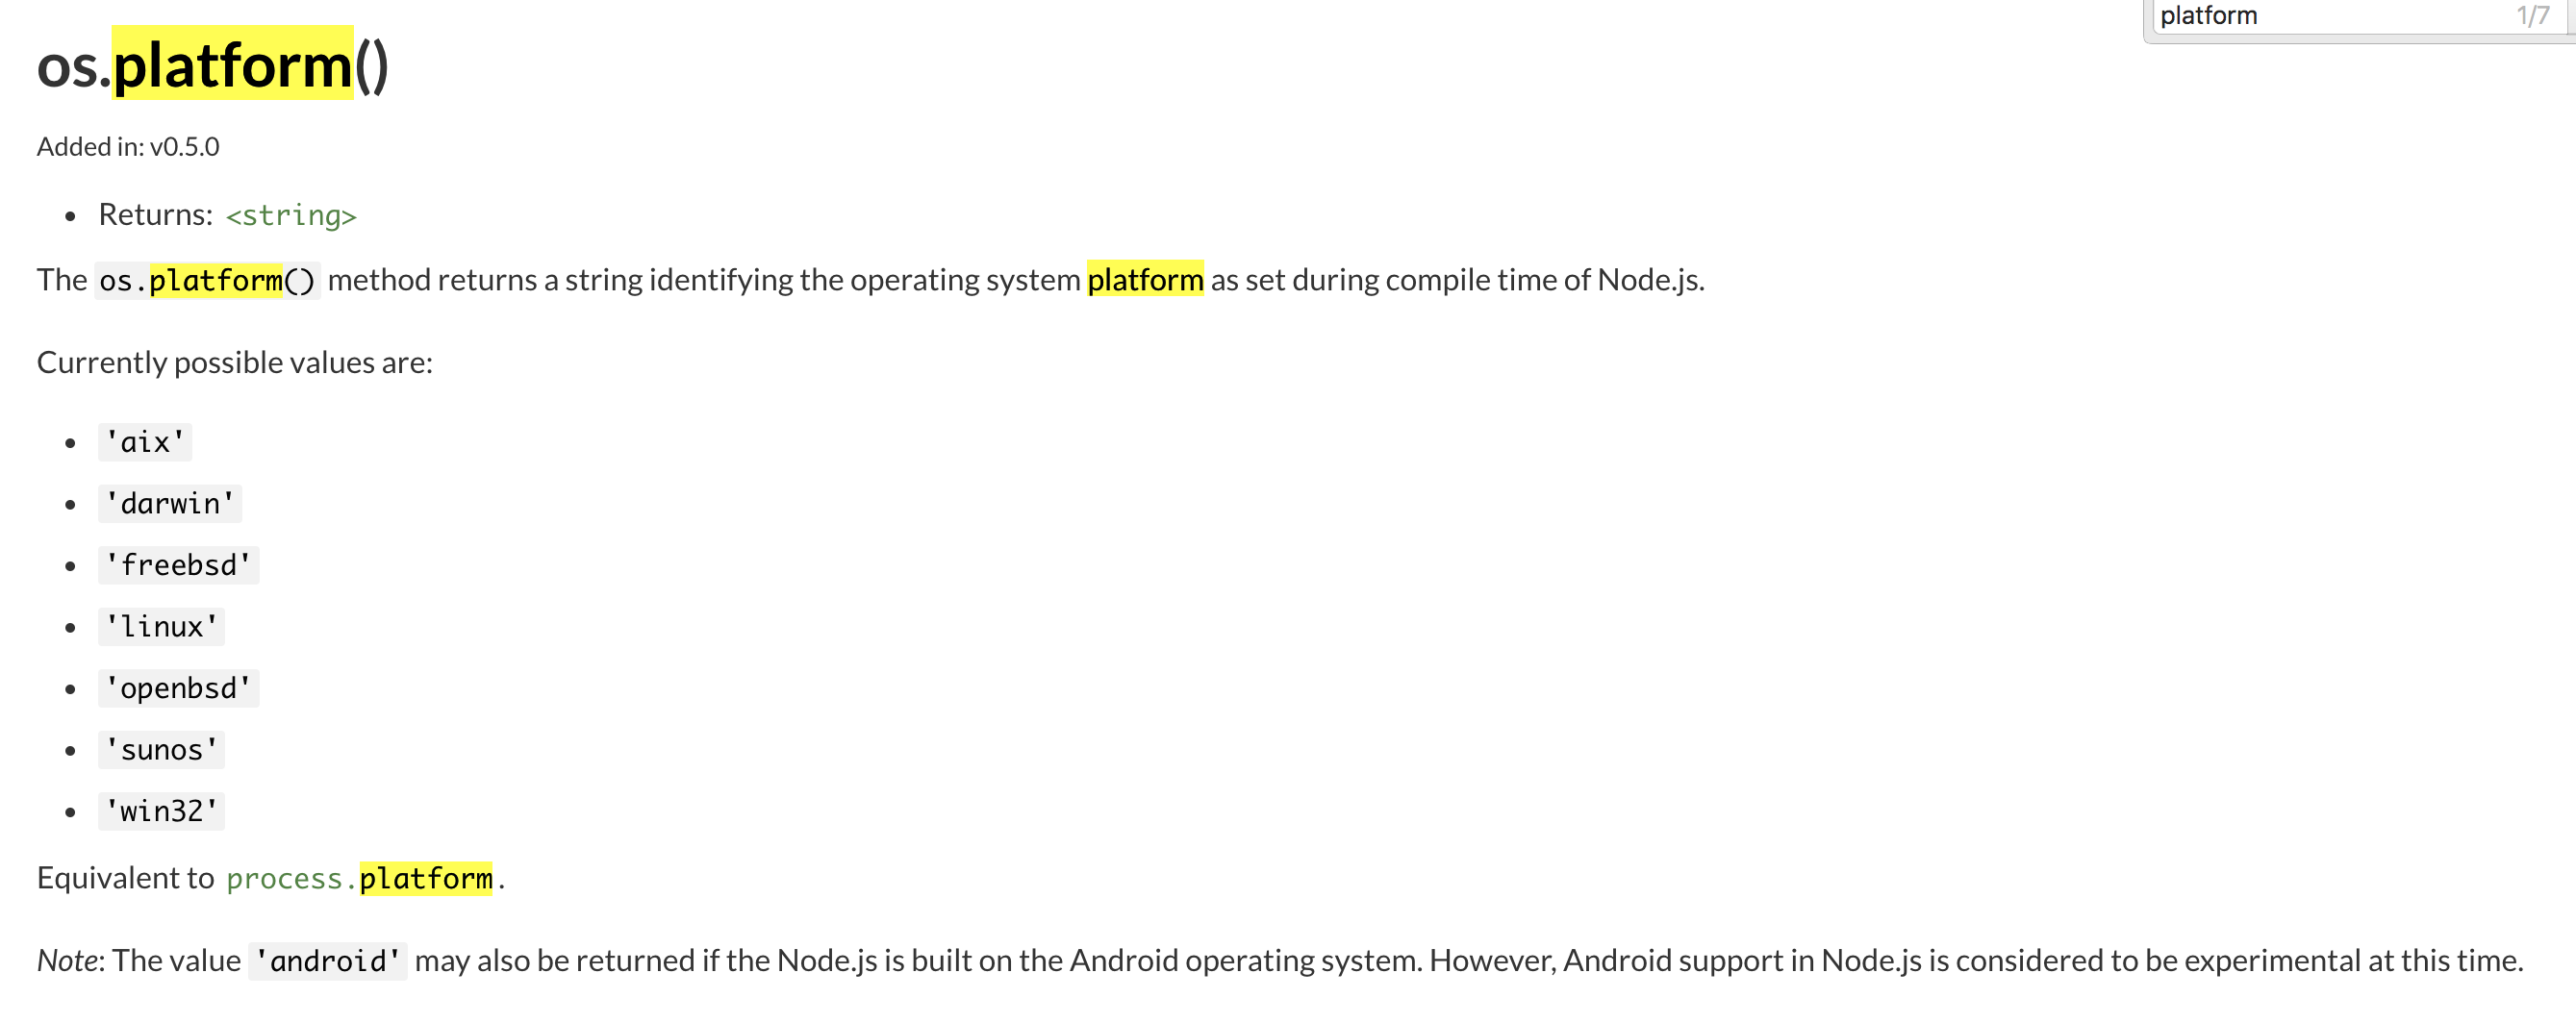 platform 1/7
os.platform()
Added in: v0.5.0
• Returns: <string>
The os.platform() method returns a string identifying the operating system platform as set during compile time of Node.js.
Currently possible values are:
• 'aix'
• 'darwin'
• 'freebsd'
• 'linux'
• 'openbsd'
• 'sunos'
• 'win32'
Equivalent to process.platform.
Note: The value 'android' may also be returned if the Node.js is built on the Android operating system. However, Android support in Node.js is considered to be experimental at this time.